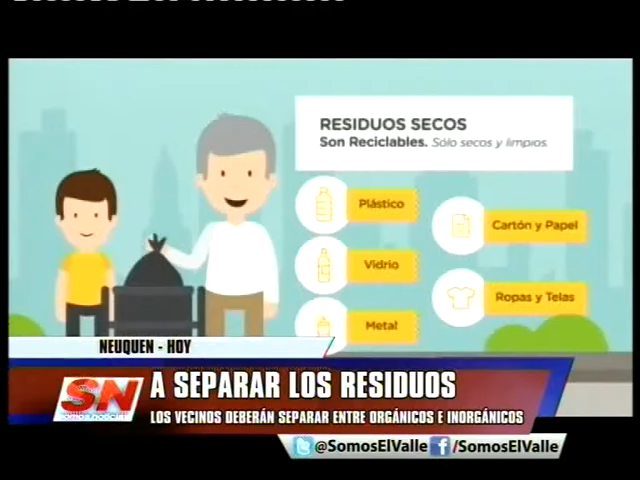 RESIDUOS SECOS
Son Reciclables. Sólo secos y limpios.
Plástico
Cartón y Papel
Vidrio
Ropas y Telas
Metal
NEUQUEN - HOY
SN
A SEPARAR LOS RESIDUOS
LOS VECINOS DEBERÁN SEPARAR ENTRE ORGÁNICOS E INORGÁNICOS
@SomosElValle f/SomosElValle